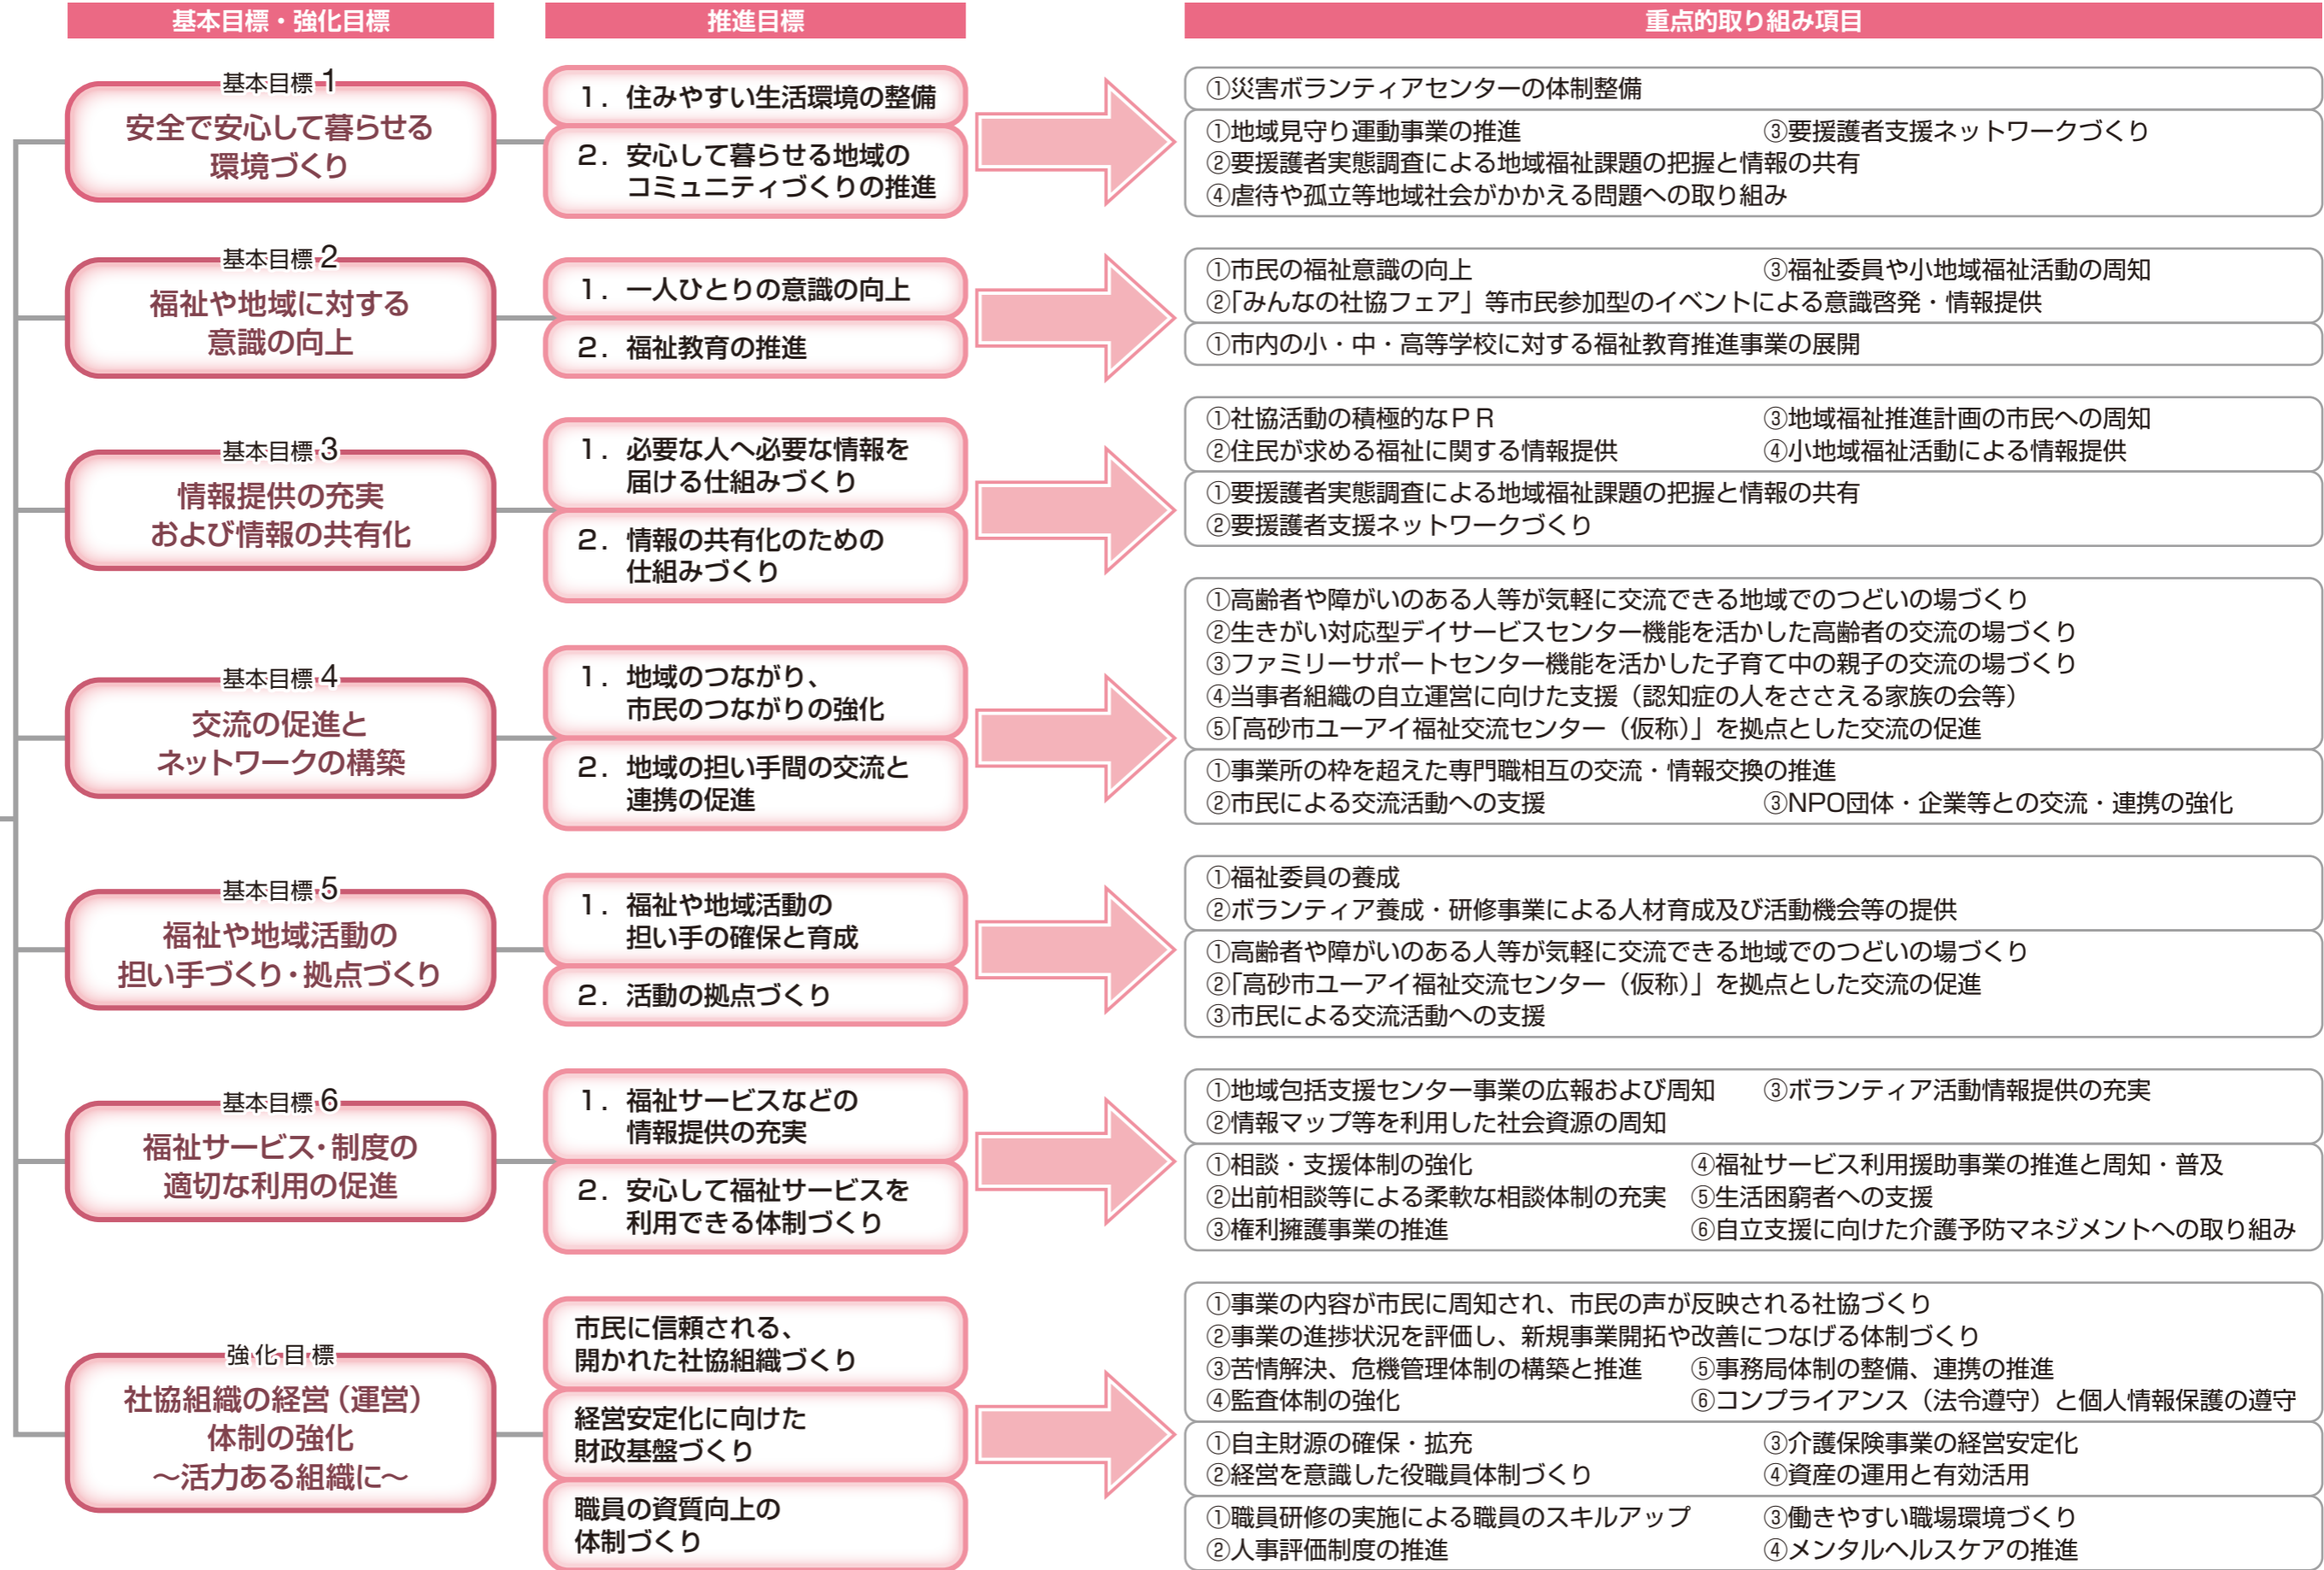 基本目標・強化目標
推進目標
重点的取り組み項目
基本目標 1
安全で安心して暮らせる
環境づくり
1. 住みやすい生活環境の整備
2. 安心して暮らせる地域の
コミュニティづくりの推進
①災害ボランティアセンターの体制整備
①地域見守り運動事業の推進 ③要援護者支援ネットワークづくり
②要援護者実態調査による地域福祉課題の把握と情報の共有
④虐待や孤立等地域社会がかかえる問題への取り組み
基本目標 2
福祉や地域に対する
意識の向上
1. 一人ひとりの意識の向上
2. 福祉教育の推進
①市民の福祉意識の向上 ③福祉委員や小地域福祉活動の周知
②「みんなの社協フェア」等市民参加型のイベントによる意識啓発・情報提供
①市内の小・中・高等学校に対する福祉教育推進事業の展開
基本目標 3
情報提供の充実
および情報の共有化
1. 必要な人へ必要な情報を
届ける仕組みづくり
2. 情報の共有化のための
仕組みづくり
①社協活動の積極的なPR ③地域福祉推進計画の市民への周知
②住民が求める福祉に関する情報提供 ④小地域福祉活動による情報提供
①要援護者実態調査による地域福祉課題の把握と情報の共有
②要援護者支援ネットワークづくり
基本目標 4
交流の促進と
ネットワークの構築
1. 地域のつながり、
市民のつながりの強化
2. 地域の担い手間の交流と
連携の促進
①高齢者や障がいのある人等が気軽に交流できる地域でのつどいの場づくり
②生きがい対応型デイサービスセンター機能を活かした高齢者の交流の場づくり
③ファミリーサポートセンター機能を活かした子育て中の親子の交流の場づくり
④当事者組織の自立運営に向けた支援（認知症の人をささえる家族の会等）
⑤「高砂市ユーアイ福祉交流センター（仮称）」を拠点とした交流の促進
①事業所の枠を超えた専門職相互の交流・情報交換の推進
②市民による交流活動への支援 ③NPO団体・企業等との交流・連携の強化
基本目標 5
福祉や地域活動の
担い手づくり・拠点づくり
1. 福祉や地域活動の
担い手の確保と育成
2. 活動の拠点づくり
①福祉委員の養成
②ボランティア養成・研修事業による人材育成及び活動機会等の提供
①高齢者や障がいのある人等が気軽に交流できる地域でのつどいの場づくり
②「高砂市ユーアイ福祉交流センター（仮称）」を拠点とした交流の促進
③市民による交流活動への支援
基本目標 6
福祉サービス・制度の
適切な利用の促進
1. 福祉サービスなどの
情報提供の充実
2. 安心して福祉サービスを
利用できる体制づくり
①地域包括支援センター事業の広報および周知 ③ボランティア活動情報提供の充実
②情報マップ等を利用した社会資源の周知
①相談・支援体制の強化 ④福祉サービス利用援助事業の推進と周知・普及
②出前相談等による柔軟な相談体制の充実 ⑤生活困窮者への支援
③権利擁護事業の推進 ⑥自立支援に向けた介護予防マネジメントへの取り組み
強化目標
社協組織の経営（運営）
体制の強化
～活力ある組織に～
市民に信頼される、
開かれた社協組織づくり
経営安定化に向けた
財政基盤づくり
職員の資質向上の
体制づくり
①事業の内容が市民に周知され、市民の声が反映される社協づくり
②事業の進捗状況を評価し、新規事業開拓や改善につなげる体制づくり
③苦情解決、危機管理体制の構築と推進 ⑤事務局体制の整備、連携の推進
④監査体制の強化 ⑥コンプライアンス（法令遵守）と個人情報保護の遵守
①自主財源の確保・拡充 ③介護保険事業の経営安定化
②経営を意識した役職員体制づくり ④資産の運用と有効活用
①職員研修の実施による職員のスキルアップ ③働きやすい職場環境づくり
②人事評価制度の推進 ④メンタルヘルスケアの推進